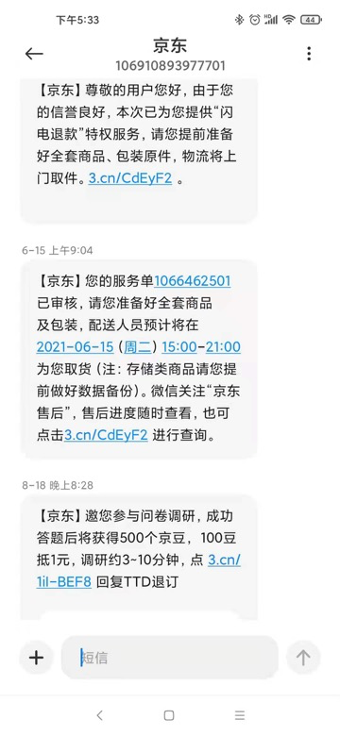 下午5:33
44
京东
106910893977701
【京东】尊敬的用户您好，由于您
的信誉良好，本次已为您提供“闪
电退款”特权服务，请您提前准备
好全套商品、包装原件，物流将上
门取件。3.cn/CdEyF2 。
6-15 上午9:04
【京东】您的服务单1066462501
已审核，请您准备好全套商品
及包装，配送人员预计将在
2021-06-15（周二）15:00-21:00
为您取货（注：存储类商品请您提
前做好数据备份）。微信关注“京东
售后”，售后进度随时查看，也可
点击3.cn/CdEyF2 进行查询。
8-18 晚上8:28
【京东】邀您参与问卷调研，成功
答题后将获得500个京豆，100豆
抵1元，调研约3~10分钟，点 3.cn/
1iI-BEF8 回复TTD退订
短信